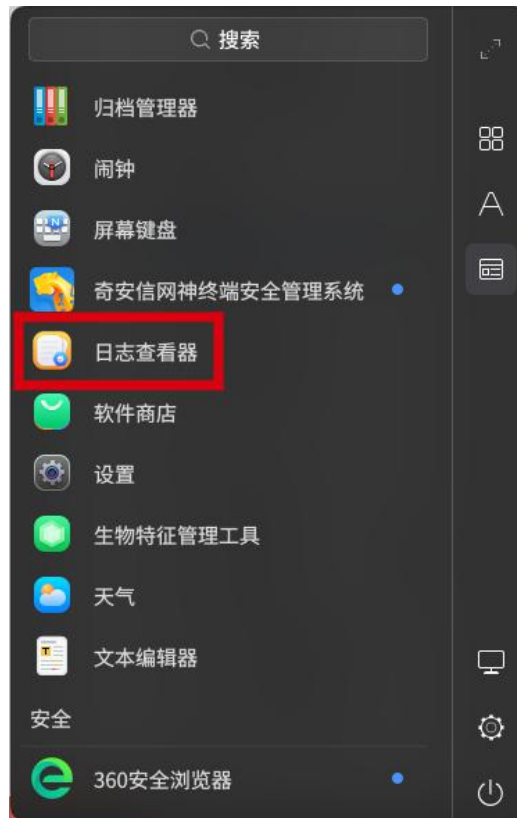 搜索
归档管理器
闹钟
屏幕键盘
奇安信网神终端安全管理系统
日志查看器
软件商店
设置
生物特征管理工具
天气
文本编辑器
安全
360安全浏览器